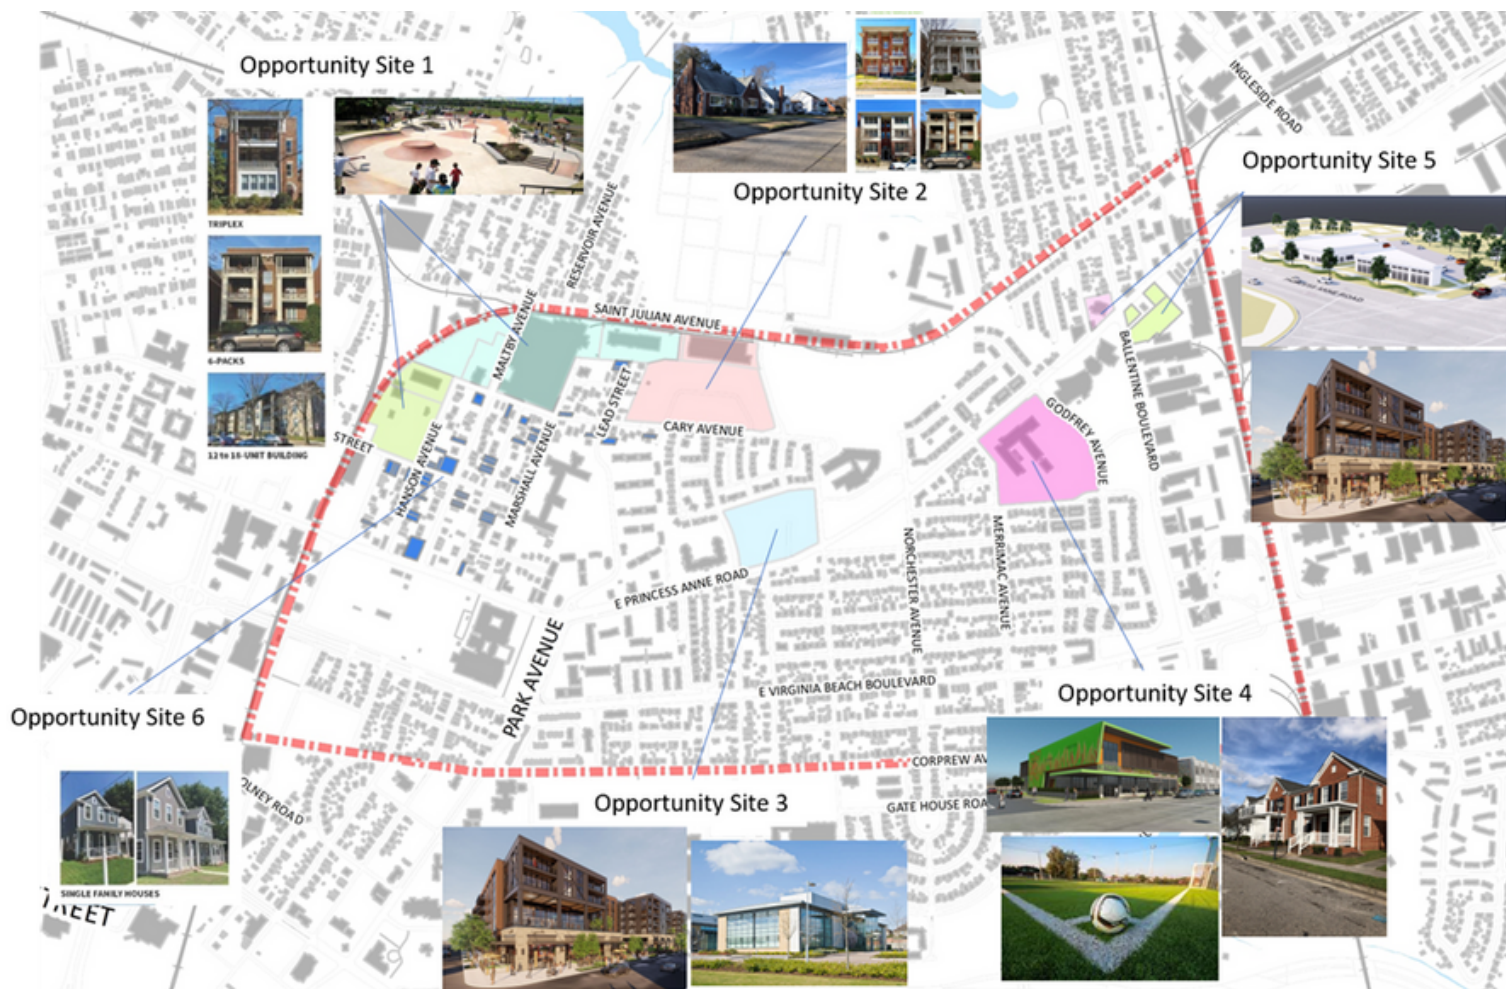 Opportunity Site 1
TRIPLEX
6-PACKS
12 to 16-UNIT BUILDING
Opportunity Site 2
INGLESIDE ROAD
Opportunity Site 5
RESERVOIR AVENUE
MALTBY AVENUE
SAINT JULIAN AVENUE
BALLENTINE BOULEVARD
LEAD STREET
CARY AVENUE
GODFREY AVENUE
STREET
HANSON AVENUE
MARSHALL AVENUE
NORCHESTER AVENUE
MERRIMAC AVENUE
E PRINCESS ANNE ROAD
PARK AVENUE
E VIRGINIA BEACH BOULEVARD
Opportunity Site 4
Opportunity Site 6
CORPREW AV
Opportunity Site 3
GATE HOUSE ROA
OLNEY ROAD
SINGLE FAMILY HOUSES
TREET